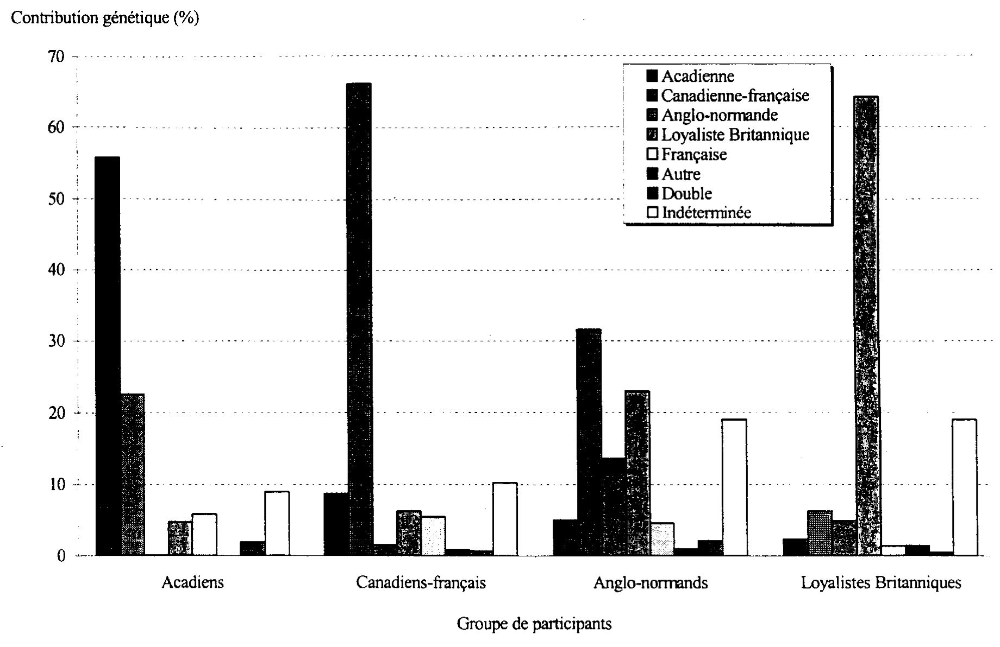 Contribution génétique (%)
70
60
50
40
30
20
10
0
Acadienne
Canadienne-française
Anglo-normande
Loyaliste Britannique
Française
Autre
Double
Indéterminée
Acadiens
Canadiens-français
Anglo-normands
Loyalistes Britanniques
Groupe de participants